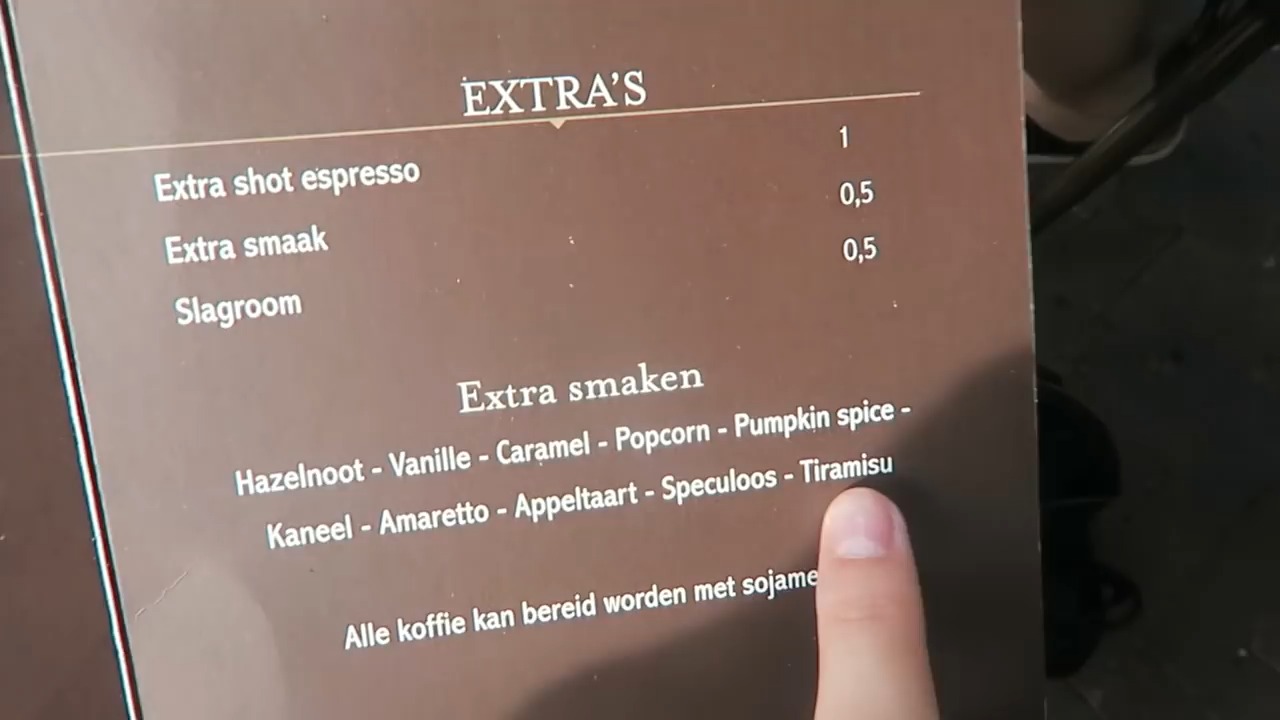 EXTRA'S
Extra shot espresso 1
Extra smaak 0,5
Slagroom 0,5
Extra smaken
Hazelnoot - Vanille - Caramel - Popcorn - Pumpkin spice -
Kaneel - Amaretto - Appeltaart - Speculoos - Tiramisu
Alle koffie kan bereid worden met